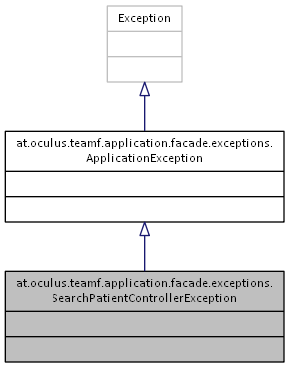 Exception
at.oculus.teamf.application.facade.exceptions.
ApplicationException
at.oculus.teamf.application.facade.exceptions.
SearchPatientControllerException